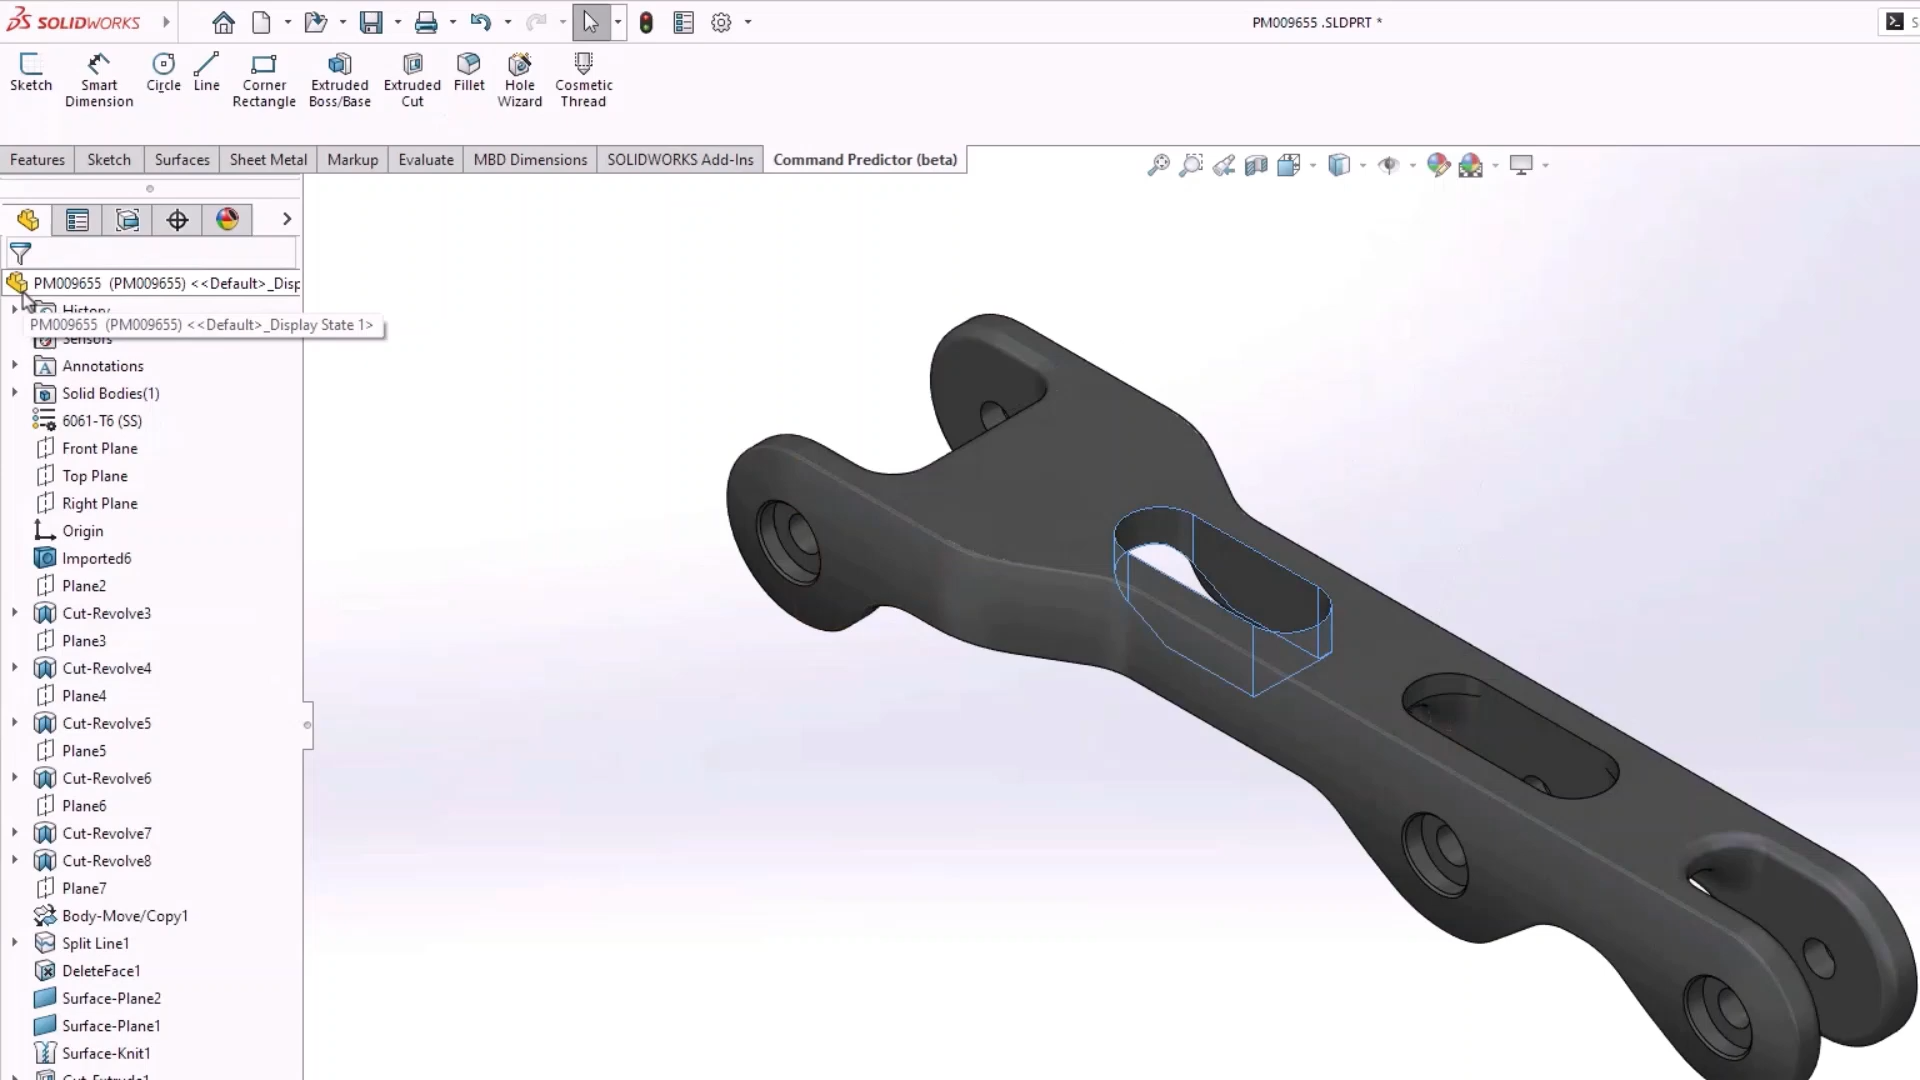 SOLIDWORKS
PM009655 .SLDPRT *
S
Sketch
Smart Dimension
Circle
Line
Corner Rectangle
Extruded Boss/Base
Extruded Cut
Fillet
Hole Wizard
Cosmetic Thread
Features
Sketch
Surfaces
Sheet Metal
Markup
Evaluate
MBD Dimensions
SOLIDWORKS Add-Ins
Command Predictor (beta)
PM009655 (PM009655) <<Default>_Disp
History
PM009655 (PM009655) <<Default>_Display State 1>
Sensors
Annotations
Solid Bodies(1)
6061-T6 (SS)
Front Plane
Top Plane
Right Plane
Origin
Imported6
Plane2
Cut-Revolve3
Plane3
Cut-Revolve4
Plane4
Cut-Revolve5
Plane5
Cut-Revolve6
Plane6
Cut-Revolve7
Cut-Revolve8
Plane7
Body-Move/Copy1
Split Line1
DeleteFace1
Surface-Plane2
Surface-Plane1
Surface-Knit1
Cut-Extrude1